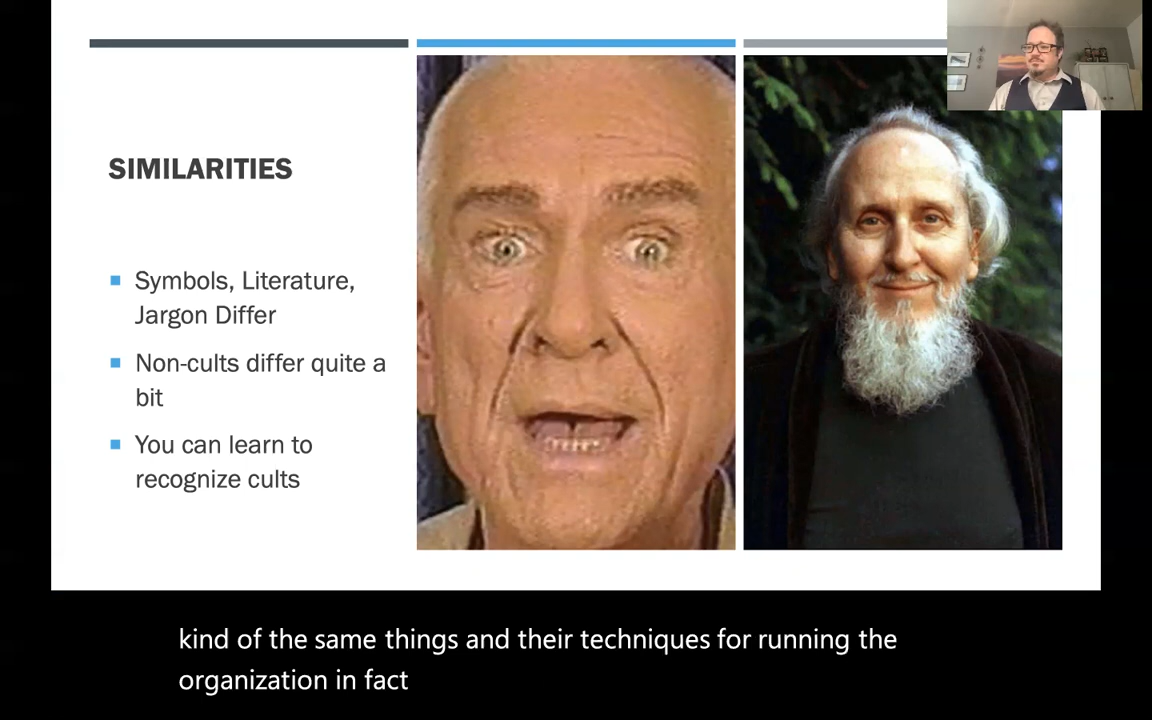 SIMILARITIES
Symbols, Literature,
Jargon Differ
Non-cults differ quite a
bit
You can learn to
recognize cults
kind of the same things and their techniques for running the
organization in fact